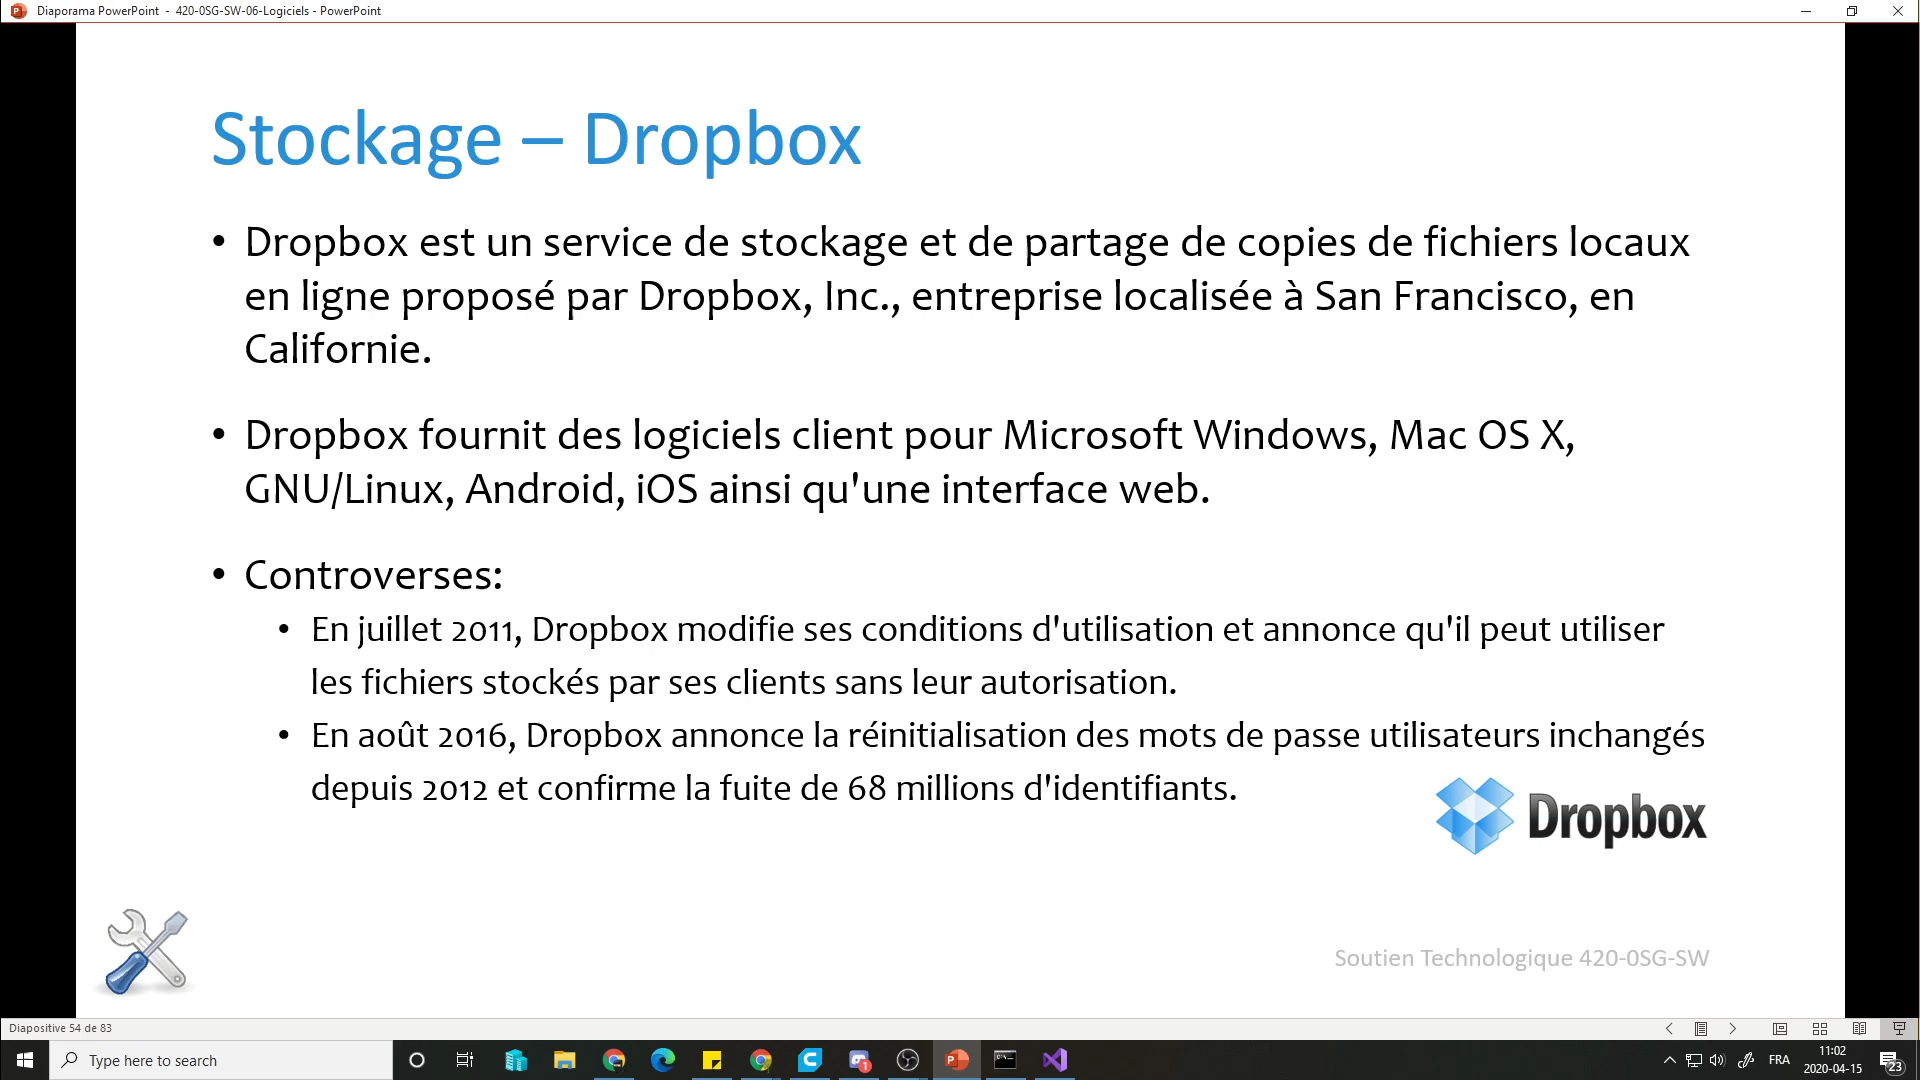 Diaporama PowerPoint - 420-0SG-SW-06-Logiciels - PowerPoint
Stockage – Dropbox
• Dropbox est un service de stockage et de partage de copies de fichiers locaux
en ligne proposé par Dropbox, Inc., entreprise localisée à San Francisco, en
Californie.
• Dropbox fournit des logiciels client pour Microsoft Windows, Mac OS X,
GNU/Linux, Android, iOS ainsi qu'une interface web.
• Controverses:
• En juillet 2011, Dropbox modifie ses conditions d'utilisation et annonce qu'il peut utiliser
les fichiers stockés par ses clients sans leur autorisation.
• En août 2016, Dropbox annonce la réinitialisation des mots de passe utilisateurs inchangés
depuis 2012 et confirme la fuite de 68 millions d'identifiants.
Dropbox
Soutien Technologique 420-0SG-SW
Diapositive 54 de 83
Type here to search
1
FRA
11:02
2020-04-15
23